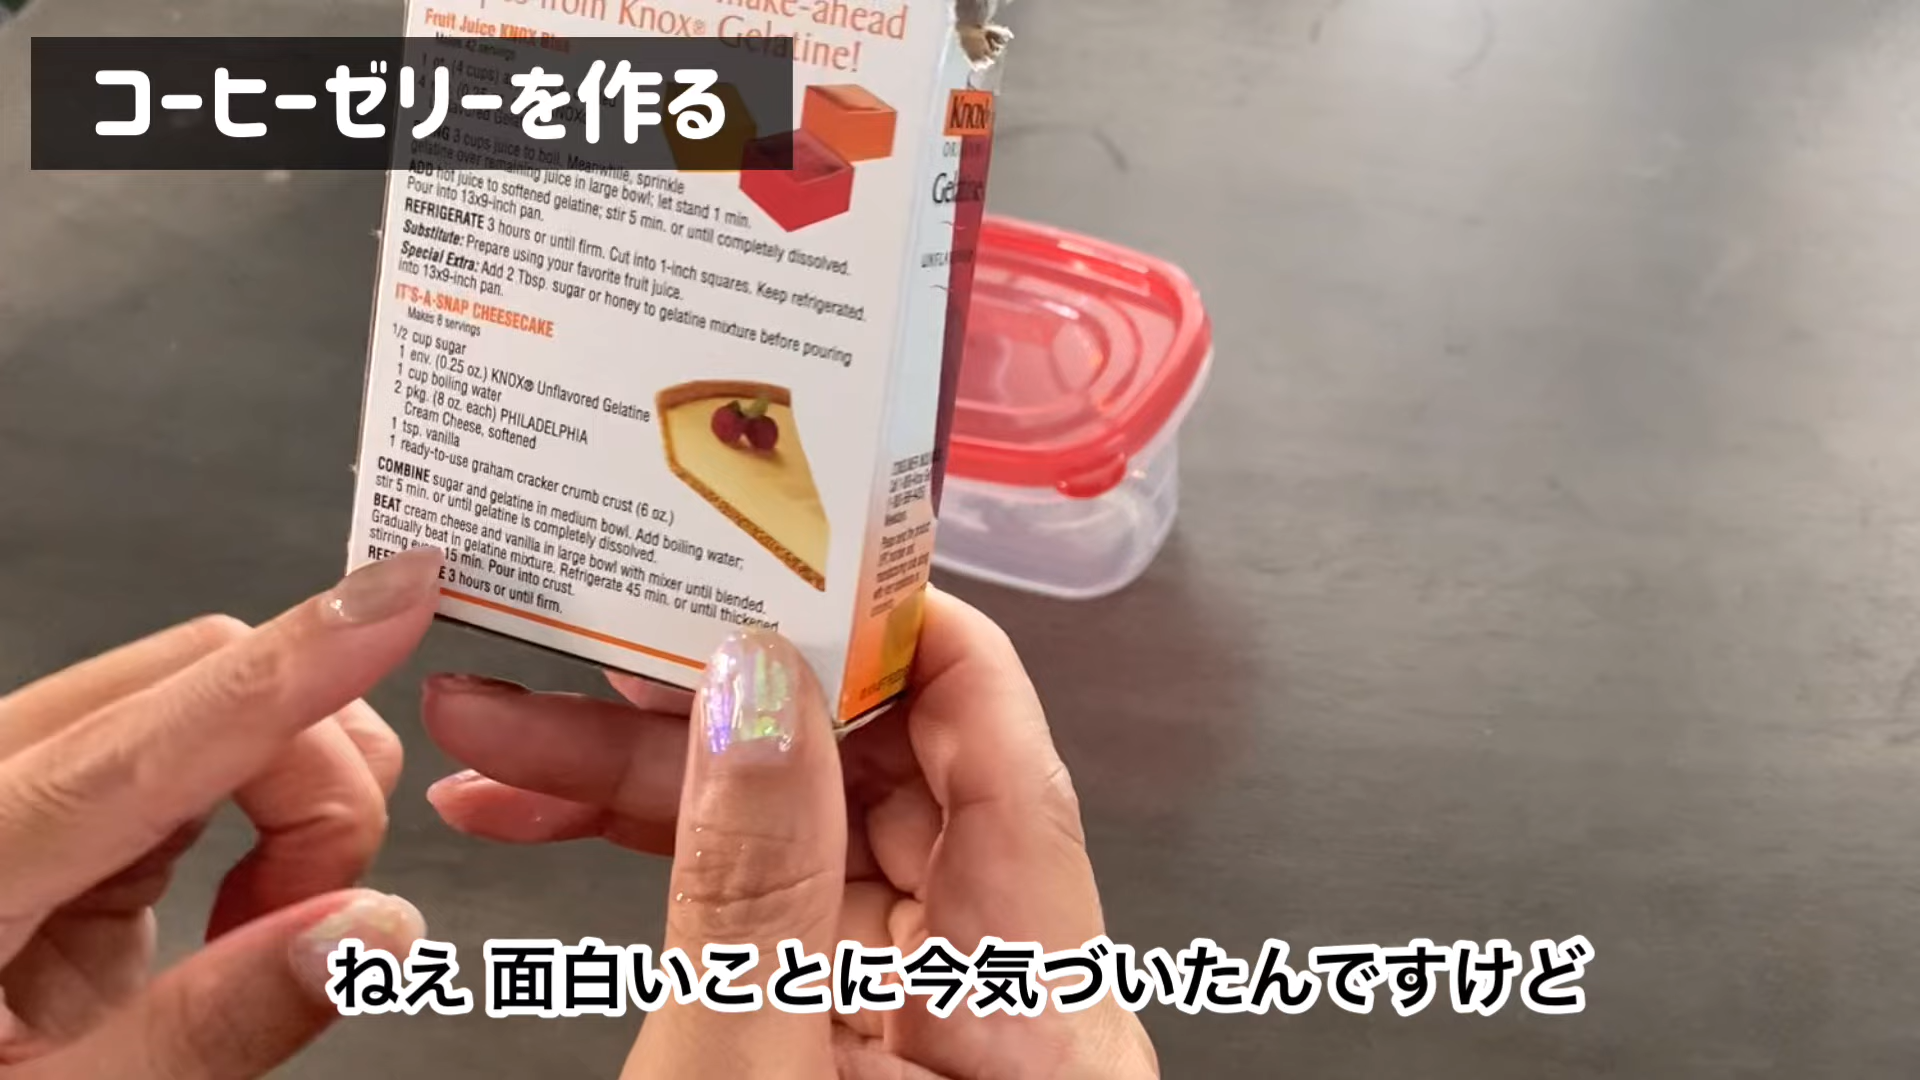 コーヒーゼリーを作る
make-ahead
from Knox® Gelatine!
Fruit Juice KNOX Blox
Makes 42 servings
3 cups juice to boil. Meanwhile, sprinkle
gelatine over remaining juice in large bowl; let stand 1 min.
ADD hot juice to softened gelatine; stir 5 min. or until completely dissolved.
Pour into 13x9-inch pan.
REFRIGERATE 3 hours or until firm. Cut into 1-inch squares. Keep refrigerated.
Substitute: Prepare using your favorite fruit juice.
Special Extra: Add 2 Tbsp. sugar or honey to gelatine mixture before pouring
into 13x9-inch pan.
IT'S-A-SNAP CHEESECAKE
Makes 8 servings
1/2 cup sugar
1 env. (0.25 oz.) KNOX® Unflavored Gelatine
1 cup boiling water
2 pkg. (8 oz. each) PHILADELPHIA
Cream Cheese, softened
1 tsp. vanilla
1 ready-to-use graham cracker crumb crust (6 oz.)
COMBINE sugar and gelatine in medium bowl. Add boiling water;
stir 5 min. or until gelatine is completely dissolved.
BEAT cream cheese and vanilla in large bowl with mixer until blended.
Gradually beat in gelatine mixture. Refrigerate 45 min. or until thickened,
stirring every 15 min. Pour into crust.
3 hours or until firm.
Knox
Gelatine
ねえ 面白いことに今気づいたんですけど